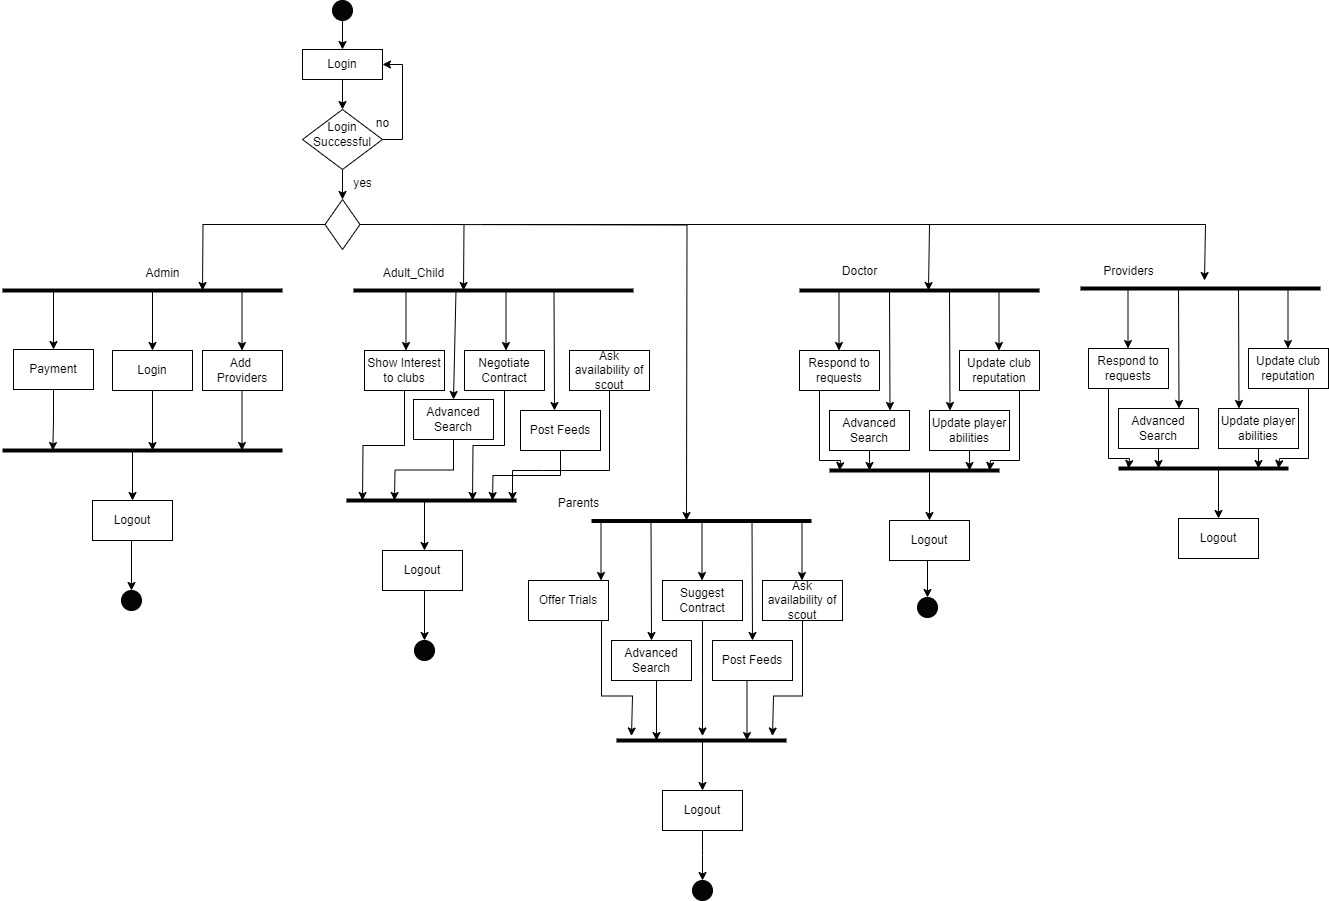 Login
Login
Successful
no
yes
Admin
Adult_Child
Doctor
Providers
Payment
Login
Add
Providers
Show Interest
to clubs
Negotiate
Contract
Ask
availability of
scout
Advanced
Search
Post Feeds
Respond to
requests
Update club
reputation
Advanced
Search
Update player
abilities
Respond to
requests
Update club
reputation
Advanced
Search
Update player
abilities
Logout
Logout
Parents
Logout
Logout
Offer Trials
Suggest
Contract
Ask
availability of
scout
Advanced
Search
Post Feeds
Logout